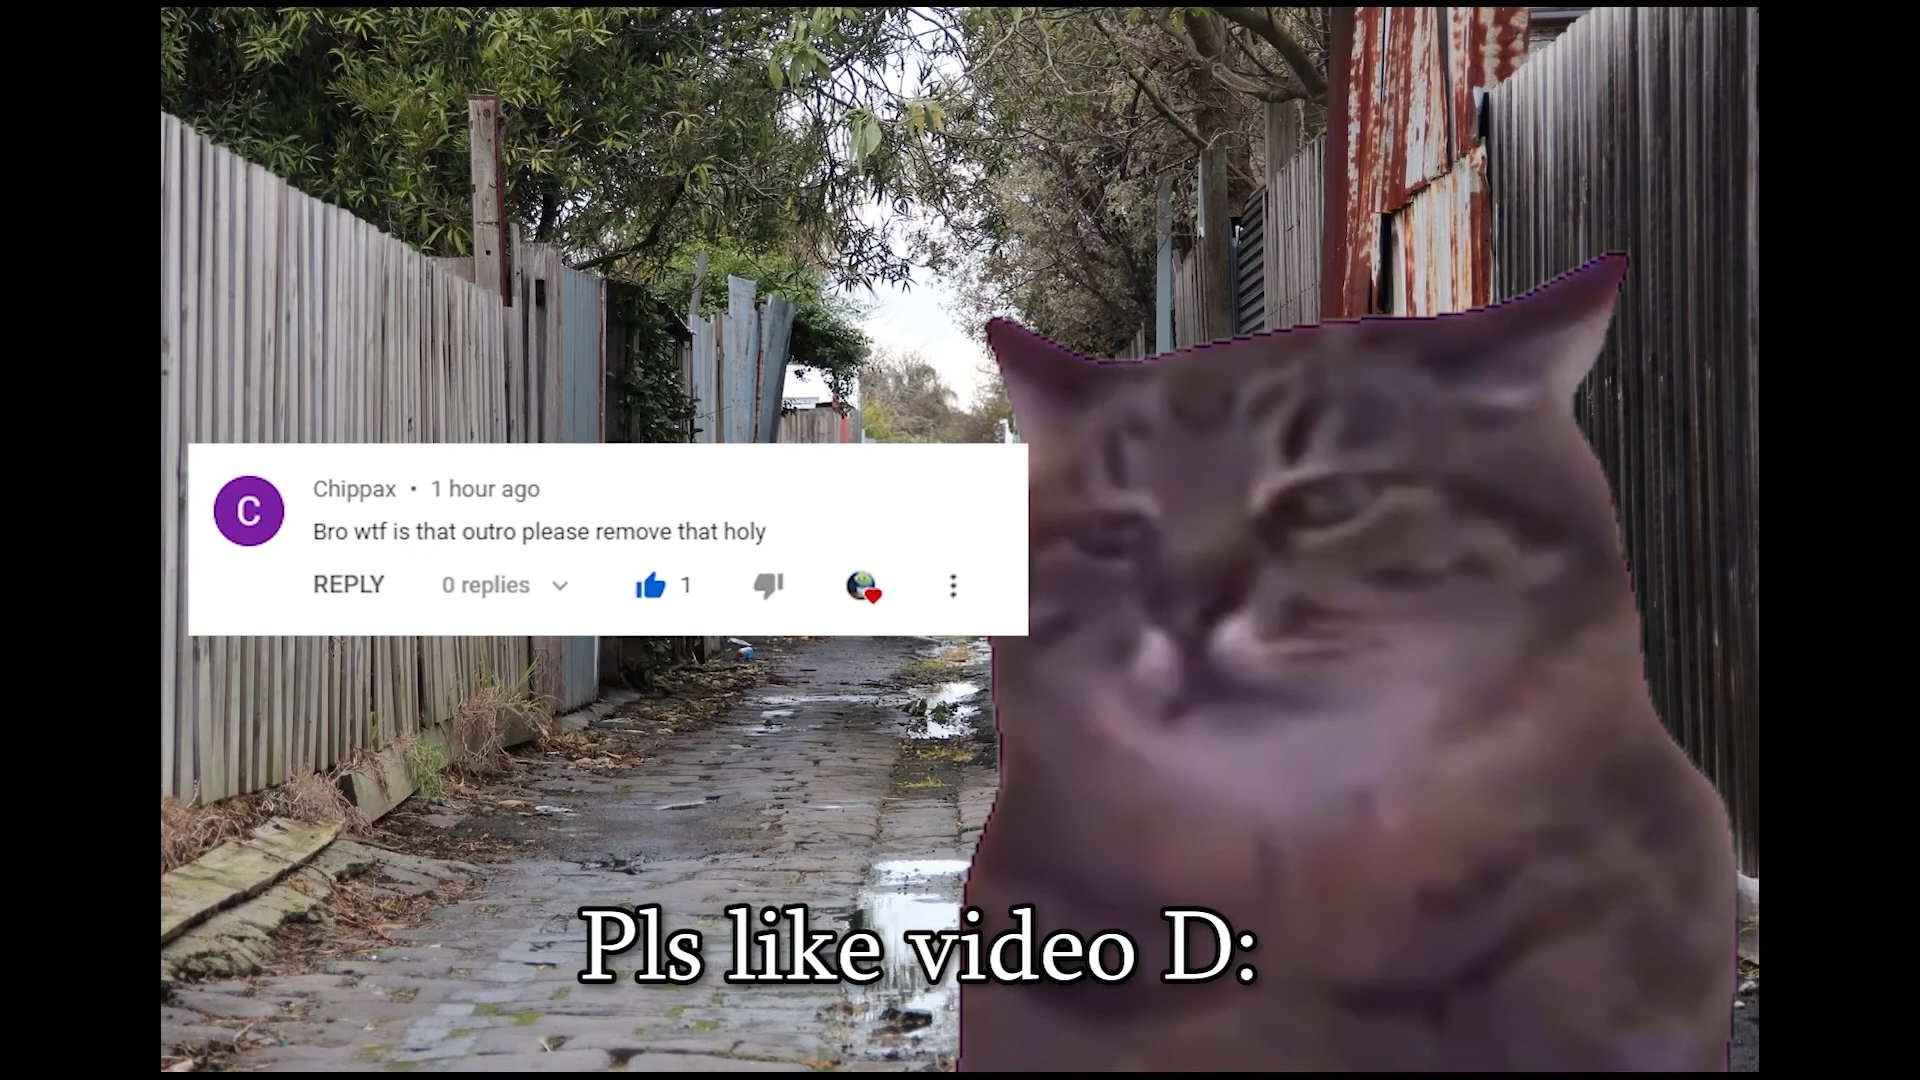 C
Chippax • 1 hour ago
Bro wtf is that outro please remove that holy
REPLY 0 replies 1
Pls like video D: